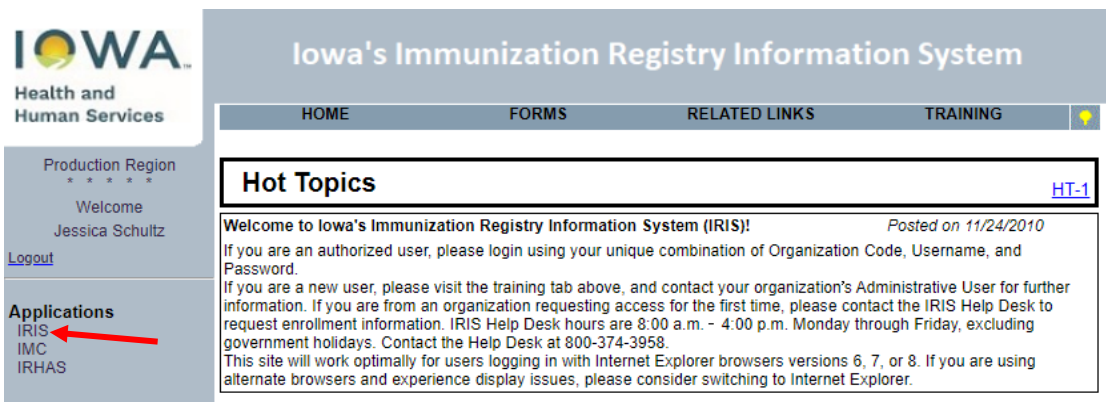 IOWA™
Health and
Human Services
Iowa's Immunization Registry Information System
HOME FORMS RELATED LINKS TRAINING
Production Region
* * * * *
Welcome
Jessica Schultz
Logout
Applications
IRIS
IMC
IRHAS
Hot Topics HT-1
Welcome to Iowa's Immunization Registry Information System (IRIS)! Posted on 11/24/2010
If you are an authorized user, please login using your unique combination of Organization Code, Username, and
Password.
If you are a new user, please visit the training tab above, and contact your organization's Administrative User for further
information. If you are from an organization requesting access for the first time, please contact the IRIS Help Desk to
request enrollment information. IRIS Help Desk hours are 8:00 a.m. - 4:00 p.m. Monday through Friday, excluding
government holidays. Contact the Help Desk at 800-374-3958.
This site will work optimally for users logging in with Internet Explorer browsers versions 6, 7, or 8. If you are using
alternate browsers and experience display issues, please consider switching to Internet Explorer.